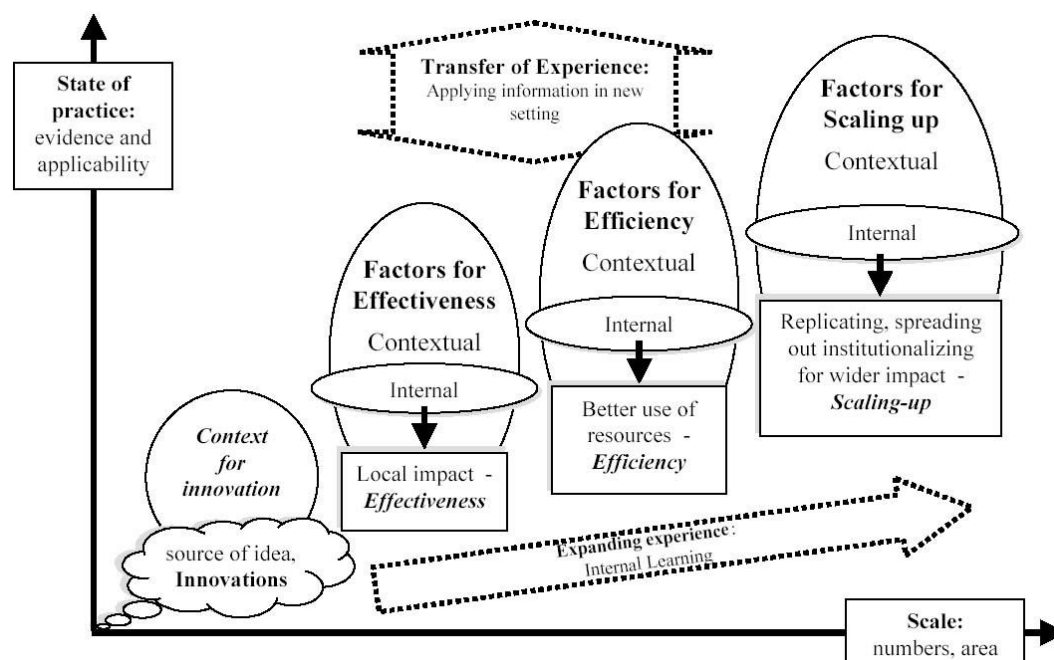 State of
practice:
evidence and
applicability
Transfer of Experience:
Applying information in new
setting
Factors for
Scaling up
Contextual
Internal
Replicating, spreading
out institutionalizing
for wider impact -
Scaling-up
Factors for
Efficiency
Contextual
Internal
Better use of
resources -
Efficiency
Factors for
Effectiveness
Contextual
Internal
Local impact -
Effectiveness
Context
for
innovation
source of idea,
Innovations
Expanding experience:
Internal Learning
Scale:
numbers, area